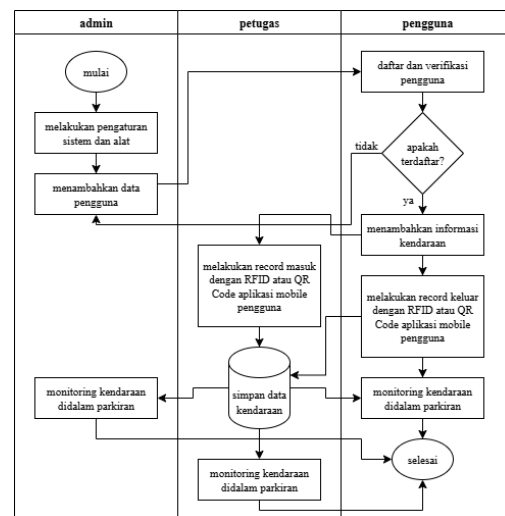 admin
petugas
pengguna
mulai
daftar dan verifikasi
pengguna
melakukan pengaturan
sistem dan alat
tidak
apakah
terdaftar?
menambahkan data
pengguna
ya
menambahkan informasi
kendaraan
melakukan record masuk
dengan RFID atau QR
Code aplikasi mobile
pengguna
melakukan record keluar
dengan RFID atau QR
Code aplikasi mobile
pengguna
simpan data
kendaraan
monitoring kendaraan
didalam parkiran
monitoring kendaraan
didalam parkiran
selesai
monitoring kendaraan
didalam parkiran